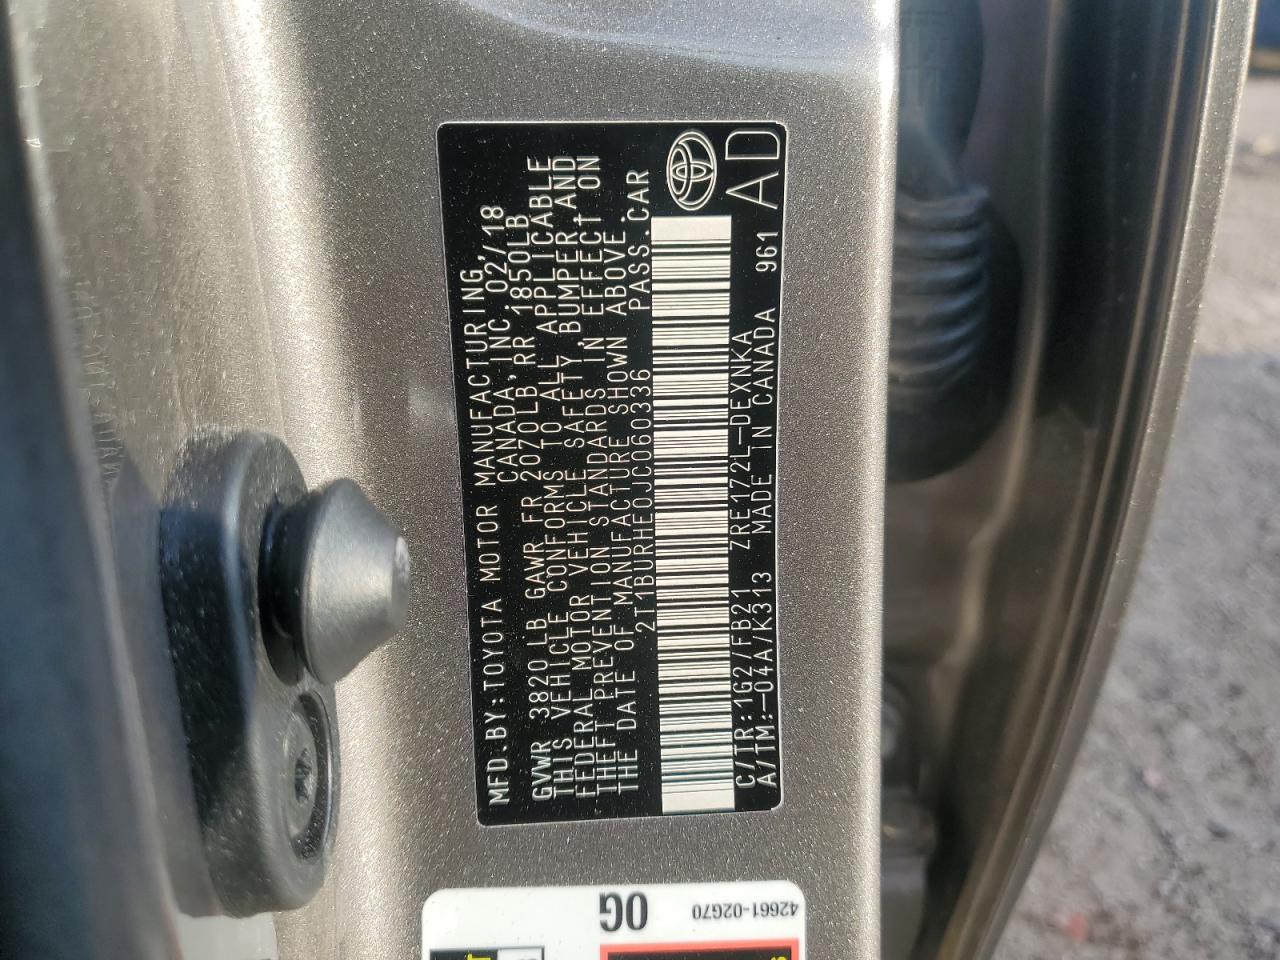 MFD.BY:TOYOTA MOTOR MANUFACTURING,
CANADA,INC. 02/18
GVWR 3820LB GAWR FR 2070LB,RR 1850LB
THIS VEHICLE CONFORMS TO ALL APPLICABLE
FEDERAL MOTOR VEHICLE SAFETY,BUMPER,AND
THEFT PREVENTION STANDARDS IN EFFECT ON
THE DATE OF MANUFACTURE SHOWN ABOVE.
2T1BURHE0JC060336 PASS.CAR
C/TR:1G2/FB21 ZRE172L-DEXNKA
A/TM:-04A/K313 MADE IN CANADA 961
AD
0G
42661-02G70